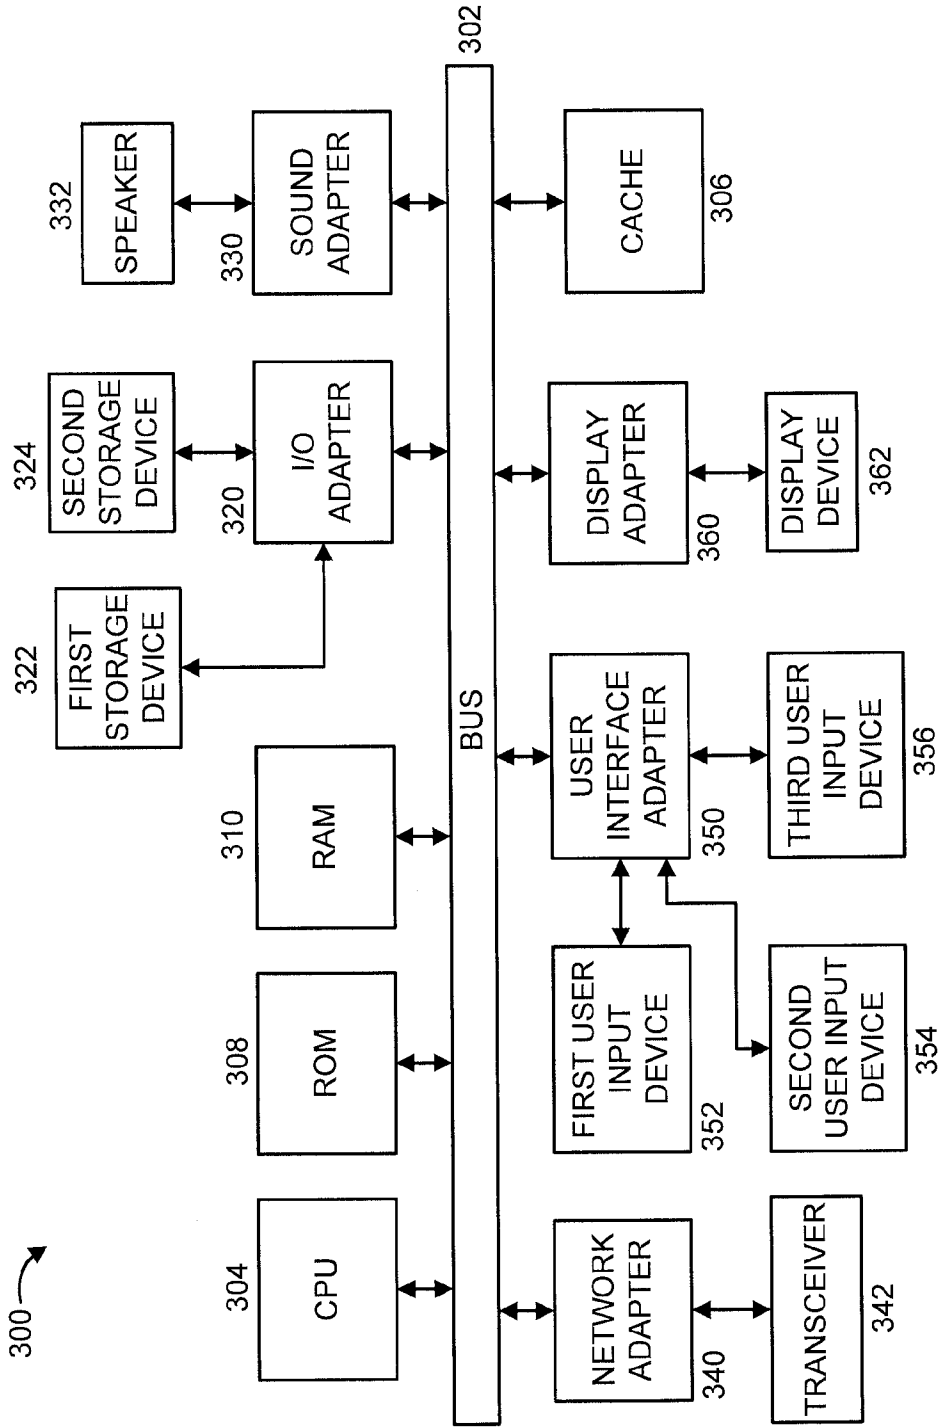 300
304
CPU
308
ROM
310
RAM
322
FIRST
STORAGE
DEVICE
324
SECOND
STORAGE
DEVICE
320
I/O
ADAPTER
332
SPEAKER
330
SOUND
ADAPTER
BUS
302
NETWORK
ADAPTER
340
TRANSCEIVER
342
FIRST USER
INPUT
DEVICE
352
SECOND
USER INPUT
DEVICE
354
USER
INTERFACE
ADAPTER
350
THIRD USER
INPUT
DEVICE
356
DISPLAY
ADAPTER
360
DISPLAY
DEVICE
362
CACHE
306